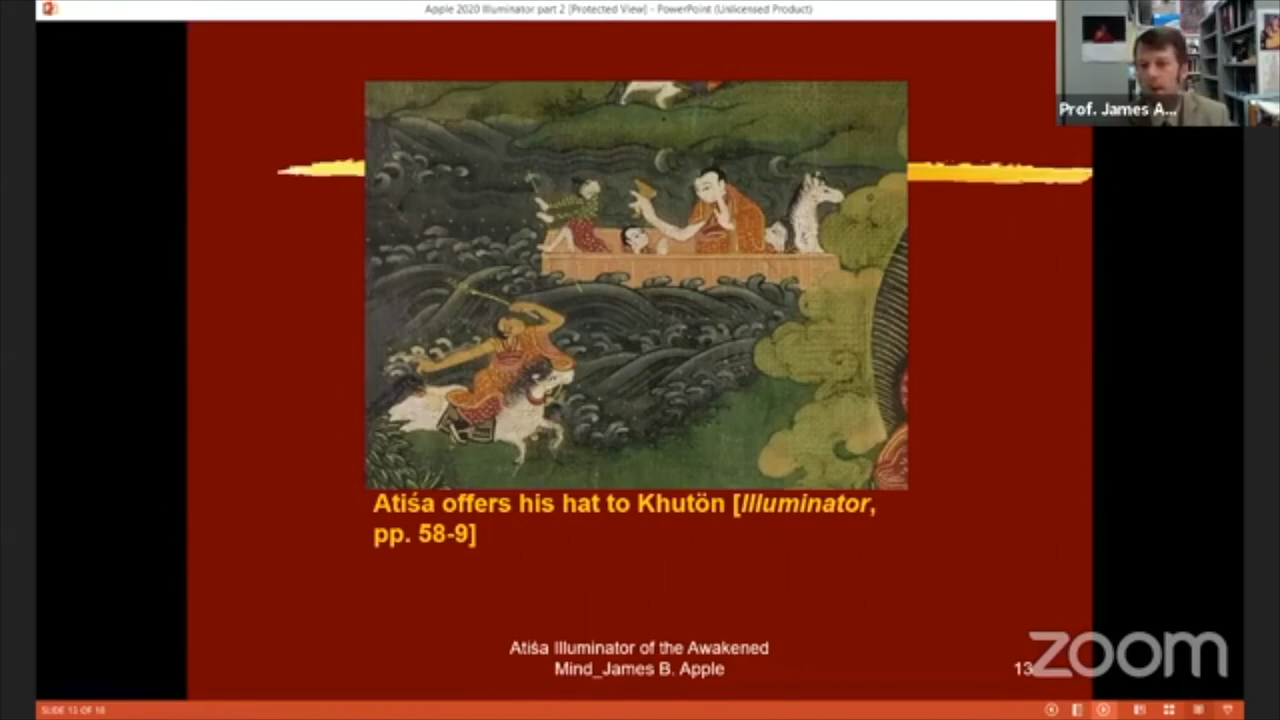 Apple 2020 Illuminator part 2 [Protected View] - PowerPoint (Unlicensed Product)
Prof. James A...
Atiśa offers his hat to Khutön [Illuminator,
pp. 58-9]
Atiśa Illuminator of the Awakened
Mind_James B. Apple
13
zoom
SLIDE 13 OF 18